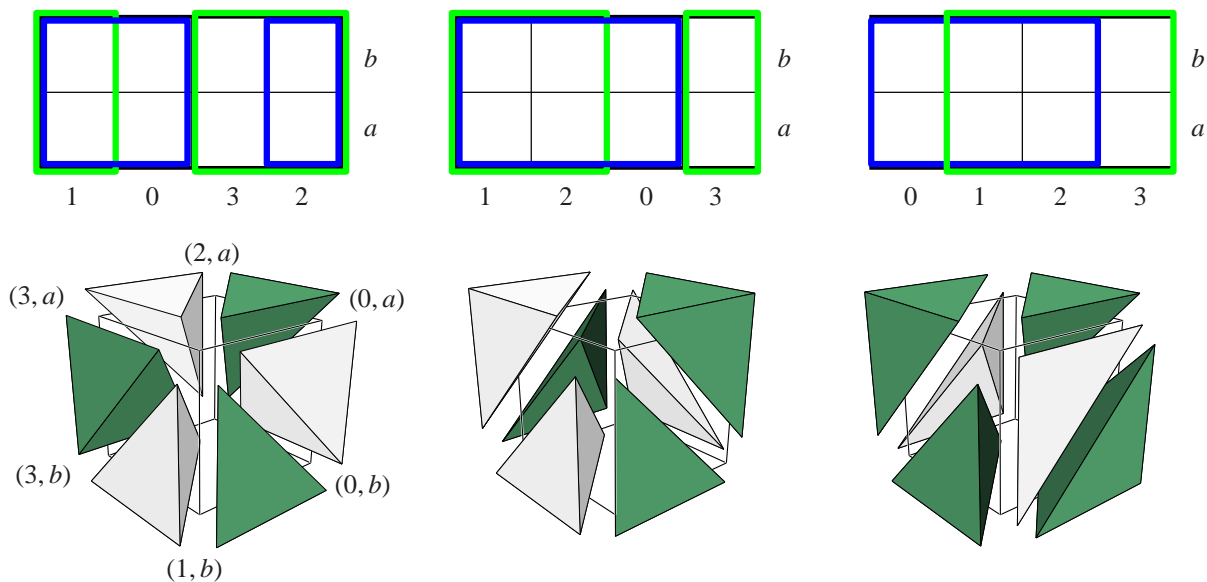 b
b
b
a
a
a
1 0 3 2
1 2 0 3
0 1 2 3
(2, a)
(3, a)
(0, a)
(3, b)
(0, b)
(1, b)